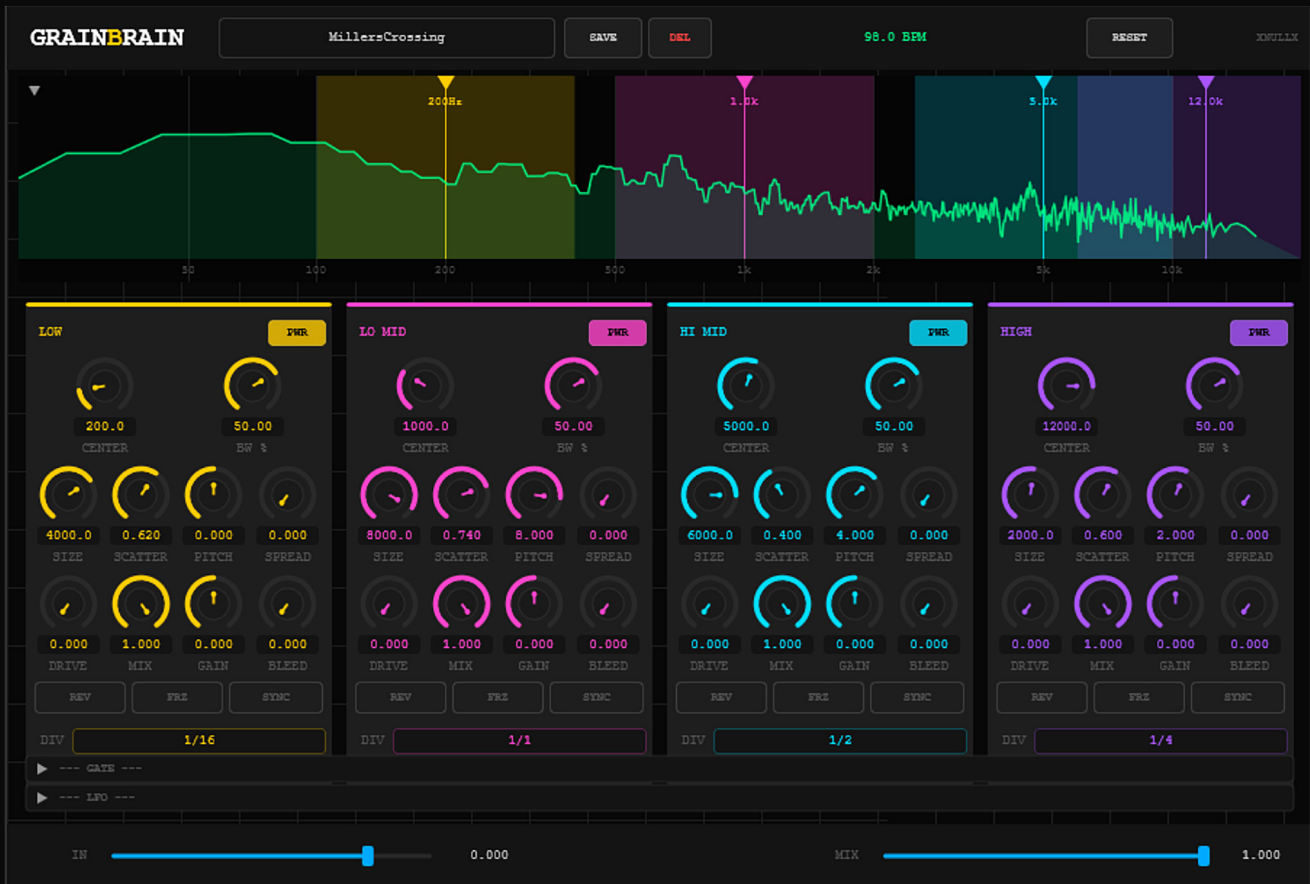 GRAINBRAIN MillersCrossing SAVE DEL 98.0 BPM RESET XNULLX
200Hz 1.0k 5.0k 12.0k
50 100 200 500 1k 2k 5k 10k
LOW PWR LO MID PWR HI MID PWR HIGH PWR
200.0 50.00 1000.0 50.00 5000.0 50.00 12000.0 50.00
CENTER BW % CENTER BW % CENTER BW % CENTER BW %
4000.0 0.620 0.000 0.000 8000.0 0.740 8.000 0.000 6000.0 0.400 4.000 0.000 2000.0 0.600 2.000 0.000
SIZE SCATTER PITCH SPREAD SIZE SCATTER PITCH SPREAD SIZE SCATTER PITCH SPREAD SIZE SCATTER PITCH SPREAD
0.000 1.000 0.000 0.000 0.000 1.000 0.000 0.000 0.000 1.000 0.000 0.000 0.000 1.000 0.000 0.000
DRIVE MIX GAIN BLEED DRIVE MIX GAIN BLEED DRIVE MIX GAIN BLEED DRIVE MIX GAIN BLEED
REV FRZ SYNC REV FRZ SYNC REV FRZ SYNC REV FRZ SYNC
DIV 1/16 DIV 1/1 DIV 1/2 DIV 1/4
--- GATE ---
--- LFO ---
IN 0.000 MIX 1.000